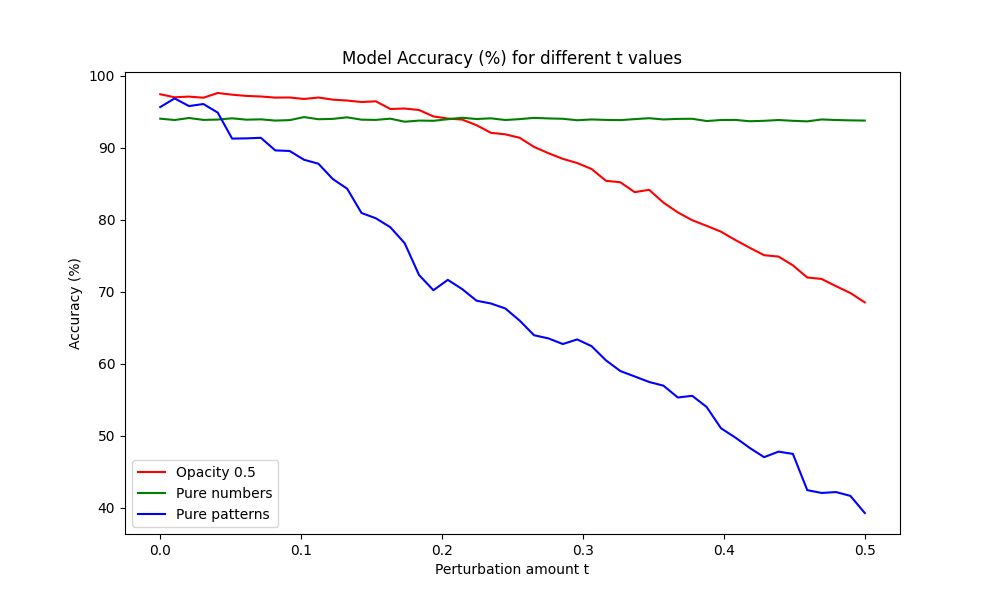 Model Accuracy (%) for different t values
100
90
80
70
60
50
40
Accuracy (%)
Opacity 0.5
Pure numbers
Pure patterns
0.0 0.1 0.2 0.3 0.4 0.5
Perturbation amount t